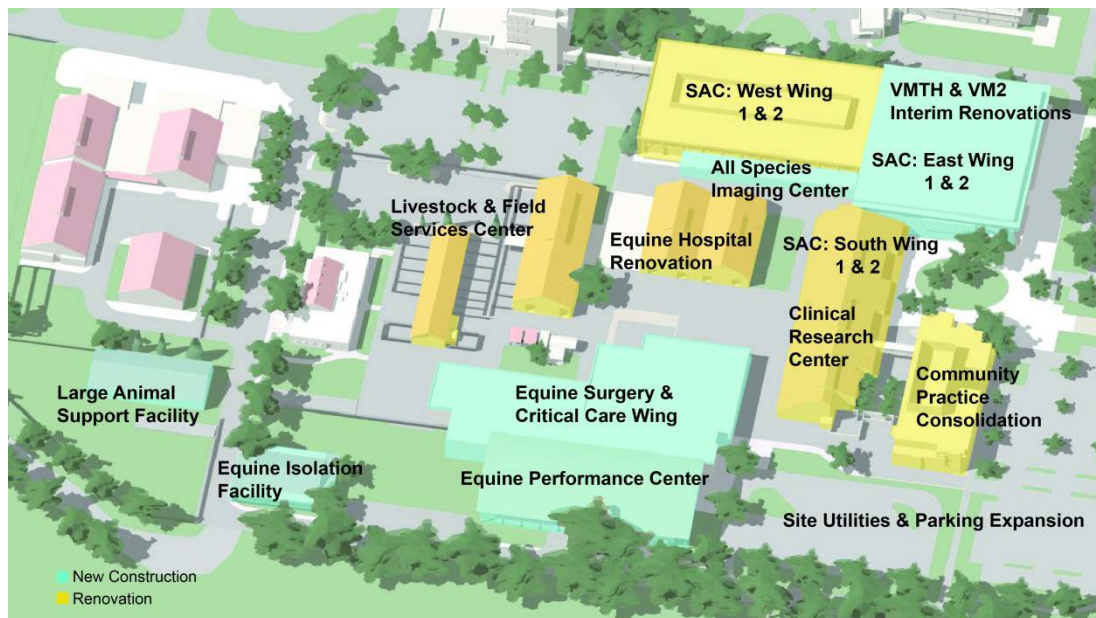 SAC: West Wing
1 & 2
VMTH & VM2
Interim Renovations
All Species
Imaging Center
SAC: East Wing
1 & 2
Livestock & Field
Services Center
Equine Hospital
Renovation
SAC: South Wing
1 & 2
Clinical
Research
Center
Community
Practice
Consolidation
Large Animal
Support Facility
Equine Surgery &
Critical Care Wing
Equine Isolation
Facility
Equine Performance Center
Site Utilities & Parking Expansion
New Construction
Renovation